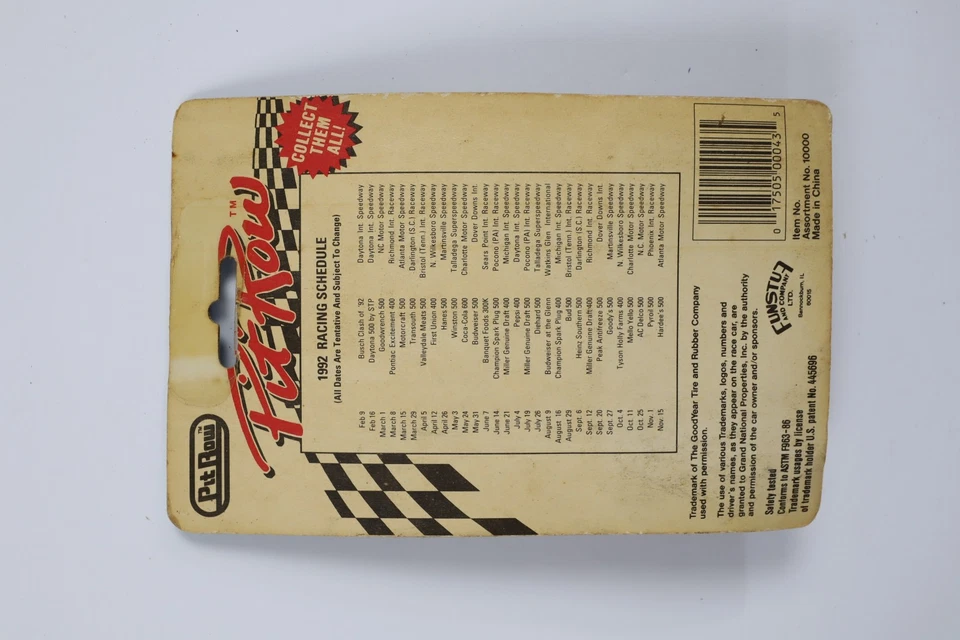 Pit Row™
Pit Row™
COLLECT
THEM
ALL!
1992 RACING SCHEDULE
(All Dates Are Tentative And Subject To Change)
Feb 9 Busch Clash of '92 Daytona Int. Speedway
Feb 16 Daytona 500 by STP Daytona Int. Speedway
March 1 Goodwrench 500 NC Motor Speedway
March 8 Pontiac Excitement 400 Richmond Int. Raceway
March 15 Motorcraft 500 Atlanta Motor Speedway
March 29 Transouth 500 Darlington (S.C.) Raceway
April 5 Valleydale Meats 500 Bristol (Tenn.) Int. Raceway
April 12 First Union 400 N. Wilkesboro Speedway
April 26 Hanes 500 Martinsville Speedway
May 3 Winston 500 Talladega Superspeedway
May 24 Coca-Cola 600 Charlotte Motor Speedway
May 31 Budweiser 500 Dover Downs Int.
June 7 Banquet Foods 300K Sears Point Int. Raceway
June 14 Champion Spark Plug 500 Pocono (PA) Int. Raceway
June 21 Miller Genuine Draft 400 Michigan Int. Speedway
July 4 Pepsi 400 Daytona Int. Speedway
July 19 Miller Genuine Draft 500 Pocono (PA) Int. Raceway
July 26 Diehard 500 Talladega Superspeedway
August 9 Budweiser at the Glenn Watkins Glen International
August 16 Champion Spark Plug 400 Michigan Int. Speedway
August 29 Bud 500 Bristol (Tenn.) Int. Raceway
Sept. 6 Heinz Southern 500 Darlington (S.C.) Raceway
Sept. 12 Miller Genuine Draft 400 Richmond Int. Raceway
Sept. 20 Peak Antifreeze 500 Dover Downs Int.
Sept. 27 Goody's 500 Martinsville Speedway
Oct. 4 Tyson Holly Farms 400 N. Wilkesboro Speedway
Oct. 11 Mello Yello 500 Charlotte Motor Speedway
Oct. 25 AC Delco 500 N.C. Motor Speedway
Nov. 1 Pyroil 500 Phoenix Int. Raceway
Nov. 15 Hardee's 500 Atlanta Motor Speedway
Trademark of The GoodYear Tire and Rubber Company
used with permission.
The use of various Trademarks, logos, numbers and
driver's names, as they appear on the race car, are
granted to Grand National Properties, Inc. by the authority
and permission of the car owner and/or sponsors.
Safety tested
Conforms to ASTM F963-86
Trademark usages by license
of trademark holder U.S. patent No. 445696
FUNSTUF
AND COMPANY
LTD.
Bannockburn, IL
60015
0 17505 00043 5
Item No.
Assortment No. 10000
Made in China